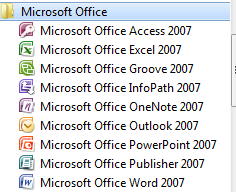 Microsoft Office
Microsoft Office Access 2007
Microsoft Office Excel 2007
Microsoft Office Groove 2007
Microsoft Office InfoPath 2007
Microsoft Office OneNote 2007
Microsoft Office Outlook 2007
Microsoft Office PowerPoint 2007
Microsoft Office Publisher 2007
Microsoft Office Word 2007